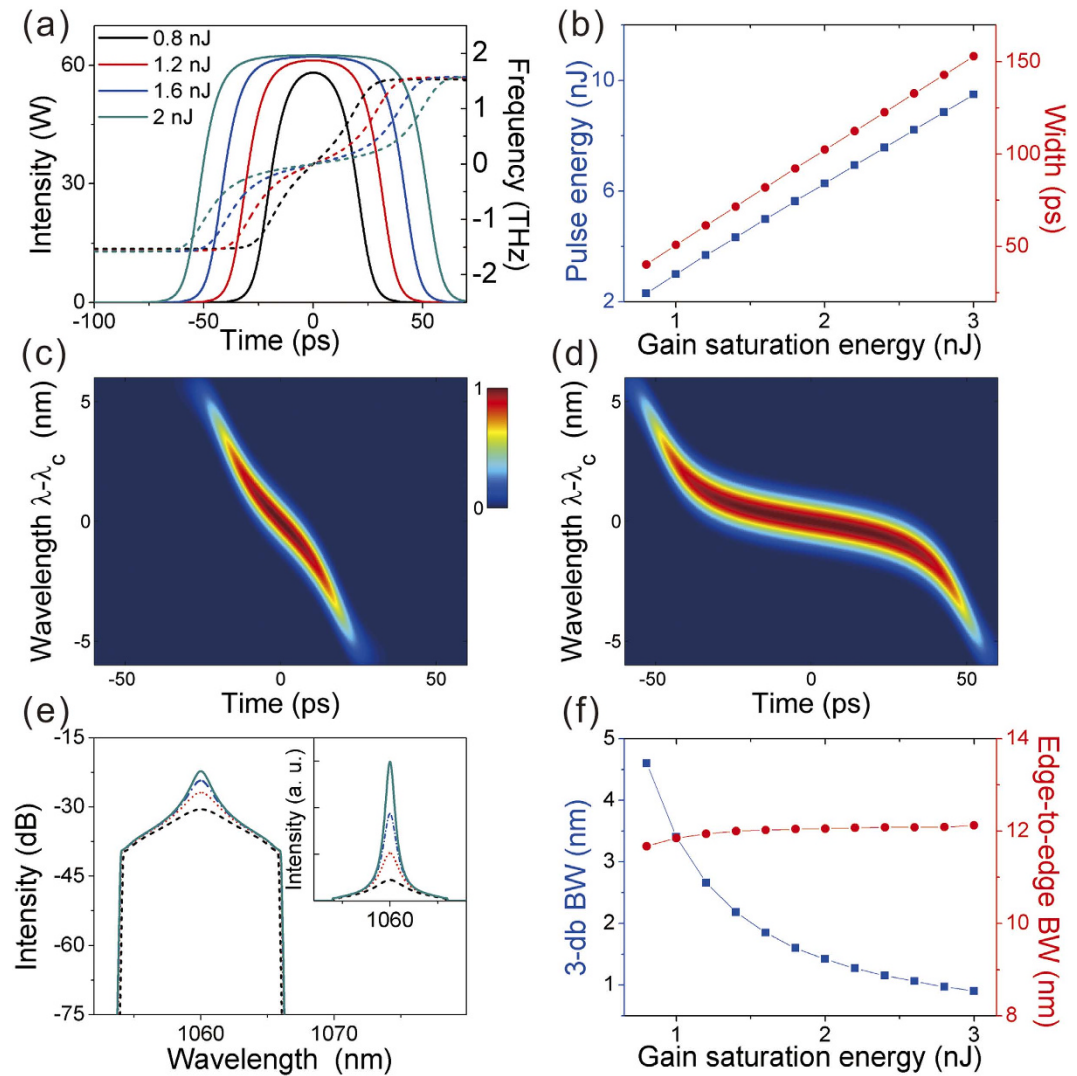 (a)
0.8 nJ
1.2 nJ
1.6 nJ
2 nJ
Intensity (W)
60
30
0
2
1
0
-1
-2
Frequency (THz)
-100
-50
0
50
Time (ps)
(b)
Pulse energy (nJ)
10
6
2
150
100
50
Width (ps)
1
2
3
Gain saturation energy (nJ)
(c)
Wavelength λ-λc (nm)
5
0
-5
1
0
-50
0
50
Time (ps)
(d)
Wavelength λ-λc (nm)
5
0
-5
-50
0
50
Time (ps)
(e)
Intensity (dB)
-15
-30
-45
-60
-75
Intensity (a. u.)
1060
1060
1070
Wavelength (nm)
(f)
3-db BW (nm)
5
4
3
2
1
14
12
10
8
Edge-to-edge BW (nm)
1
2
3
Gain saturation energy (nJ)